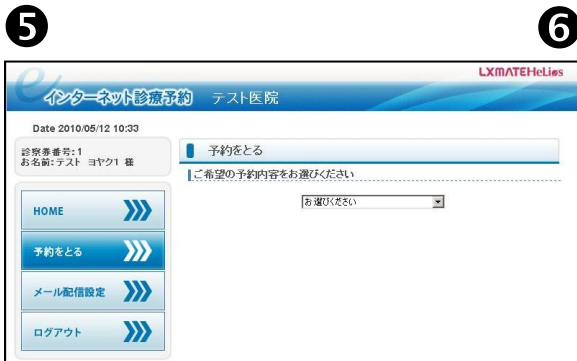 ❺ ❻
LXMATEHeLios
インターネット診療予約 テスト医院
Date 2010/05/12 10:33
診察券番号:1
お名前:テスト ヨヤク1 様
予約をとる
ご希望の予約内容をお選びください
お選びください
HOME
予約をとる
メール配信設定
ログアウト